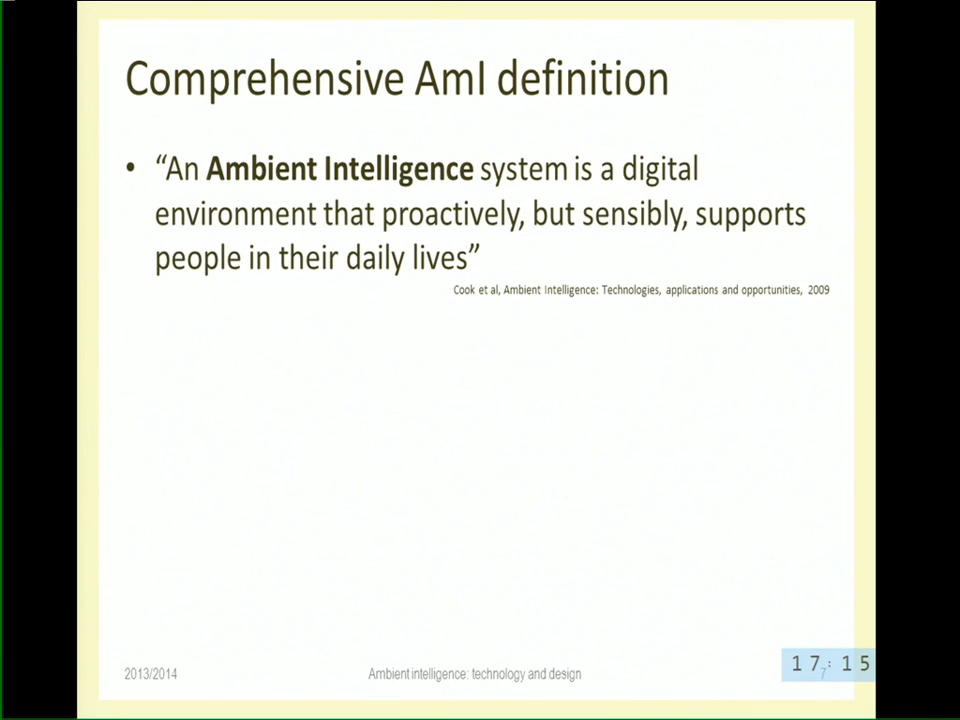 Comprehensive AmI definition
• “An Ambient Intelligence system is a digital
environment that proactively, but sensibly, supports
people in their daily lives”
Cook et al, Ambient Intelligence: Technologies, applications and opportunities, 2009
2013/2014
Ambient intelligence: technology and design
7
17:15